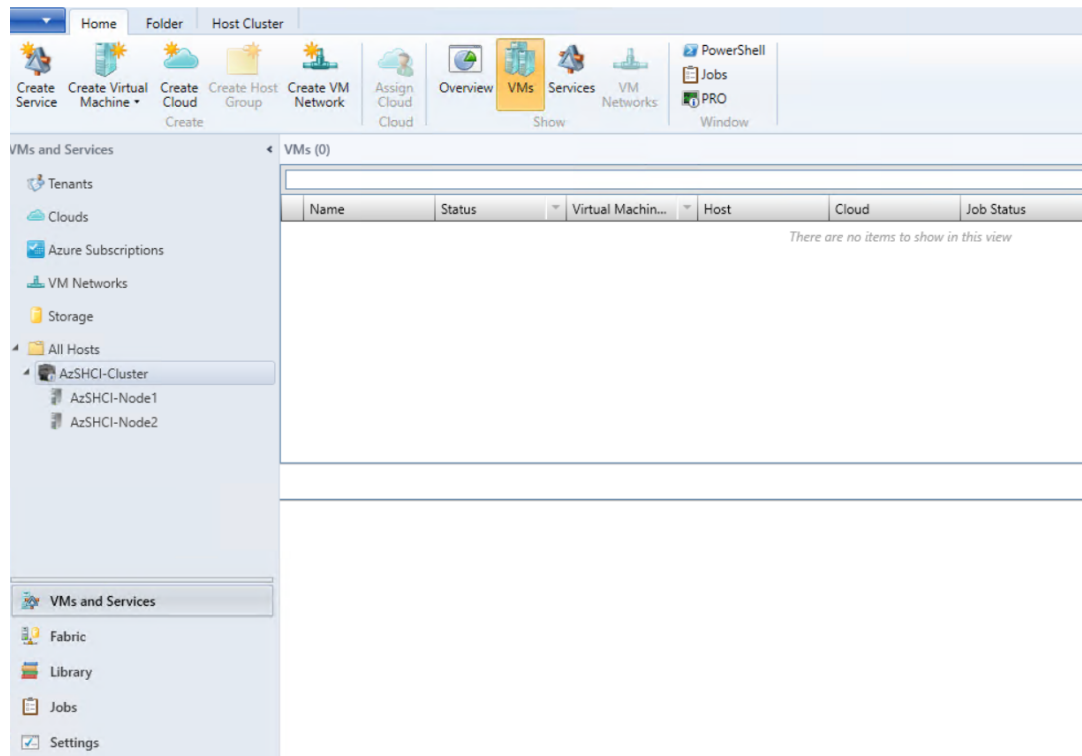 Home Folder Host Cluster
Create Service
Create Virtual Machine
Create Cloud
Create Host Group
Create VM Network
Assign Cloud
Overview
VMs
Services
VM Networks
PowerShell
Jobs
PRO
Create
Cloud
Show
Window
VMs and Services
VMs (0)
Tenants
Clouds
Azure Subscriptions
VM Networks
Storage
All Hosts
AzSHCI-Cluster
AzSHCI-Node1
AzSHCI-Node2
Name Status Virtual Machin... Host Cloud Job Status
There are no items to show in this view
VMs and Services
Fabric
Library
Jobs
Settings